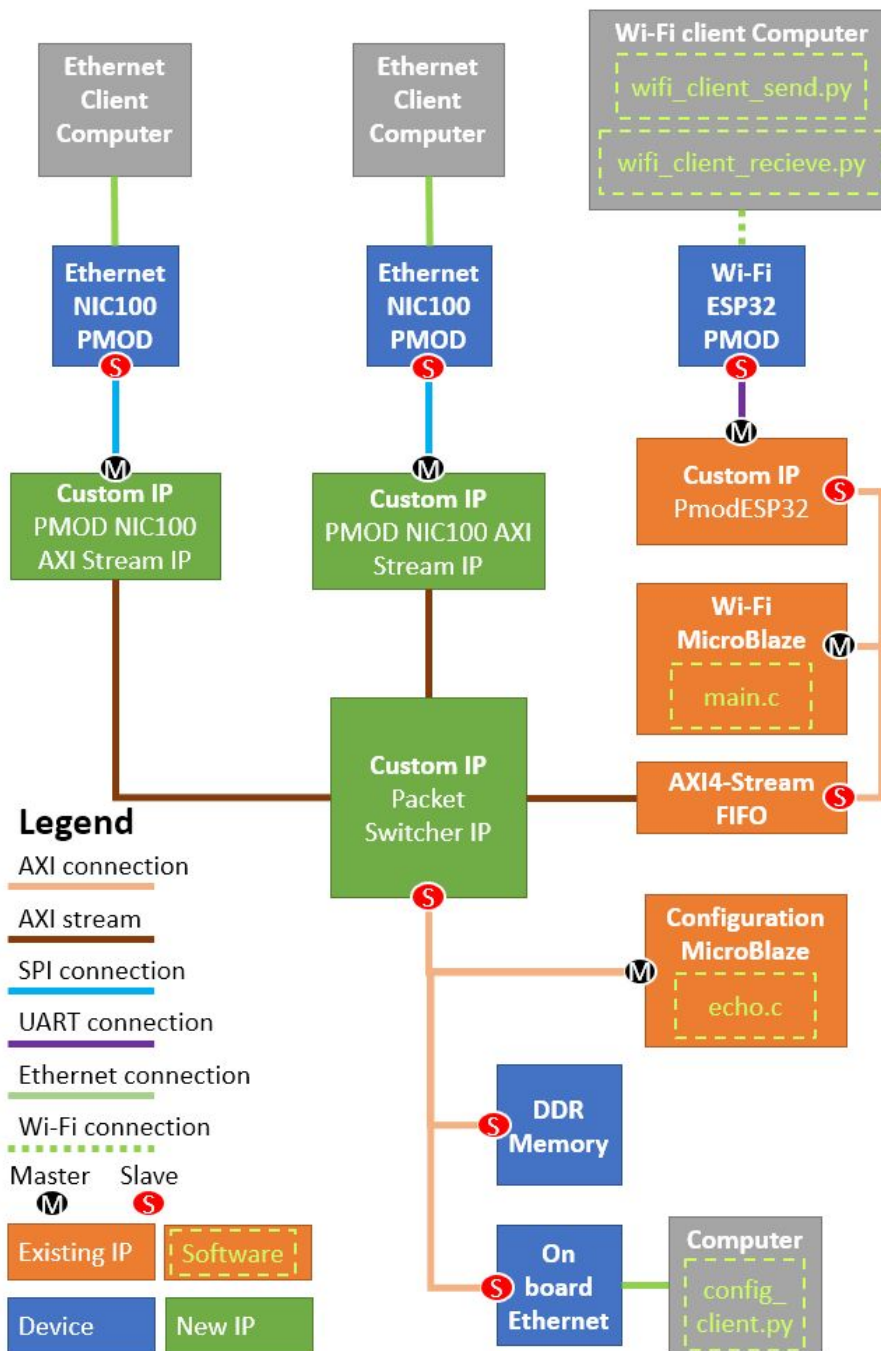 Ethernet
Client
Computer
Ethernet
Client
Computer
Wi-Fi client Computer
wifi_client_send.py
wifi_client_recieve.py
Ethernet
NIC100
PMOD
S
Ethernet
NIC100
PMOD
S
Wi-Fi
ESP32
PMOD
S
M
Custom IP
PMOD NIC100
AXI Stream IP
M
Custom IP
PMOD NIC100 AXI
Stream IP
M
Custom IP
PmodESP32
S
Wi-Fi
MicroBlaze
M
main.c
Custom IP
Packet
Switcher IP
S
AXI4-Stream
FIFO
S
Configuration
MicroBlaze
M
echo.c
DDR
Memory
S
On
board
Ethernet
S
Computer
config_
client.py
Legend
AXI connection
AXI stream
SPI connection
UART connection
Ethernet connection
Wi-Fi connection
Master Slave
M S
Existing IP Software
Device New IP